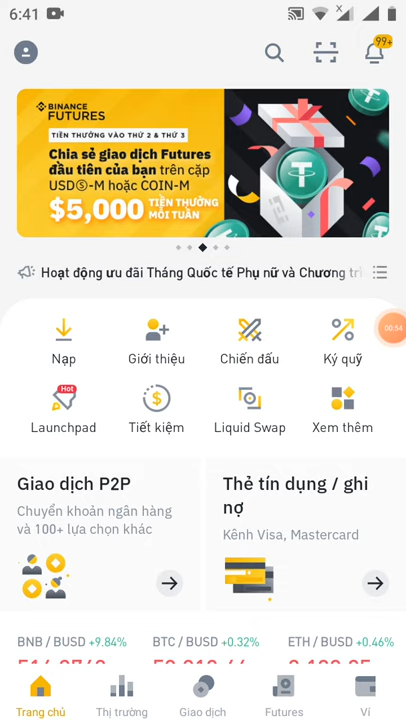 6:41
99+
BINANCE
FUTURES
TIỀN THƯỞNG VÀO THỨ 2 & THỨ 3
Chia sẻ giao dịch Futures
đầu tiên của bạn trên cặp
USDⓈ-M hoặc COIN-M
$5,000 TIỀN THƯỞNG
MỖI TUẦN
Hoạt động ưu đãi Tháng Quốc tế Phụ nữ và Chương
00:54
Nạp
Giới thiệu
Chiến đấu
Ký quỹ
Hot
Launchpad
Tiết kiệm
Liquid Swap
Xem thêm
Giao dịch P2P
Chuyển khoản ngân hàng
và 100+ lựa chọn khác
Thẻ tín dụng / ghi
nợ
Kênh Visa, Mastercard
BNB / BUSD +9.84%
BTC / BUSD +0.32%
ETH / BUSD +0.46%
Trang chủ
Thị trường
Giao dịch
Futures
Ví